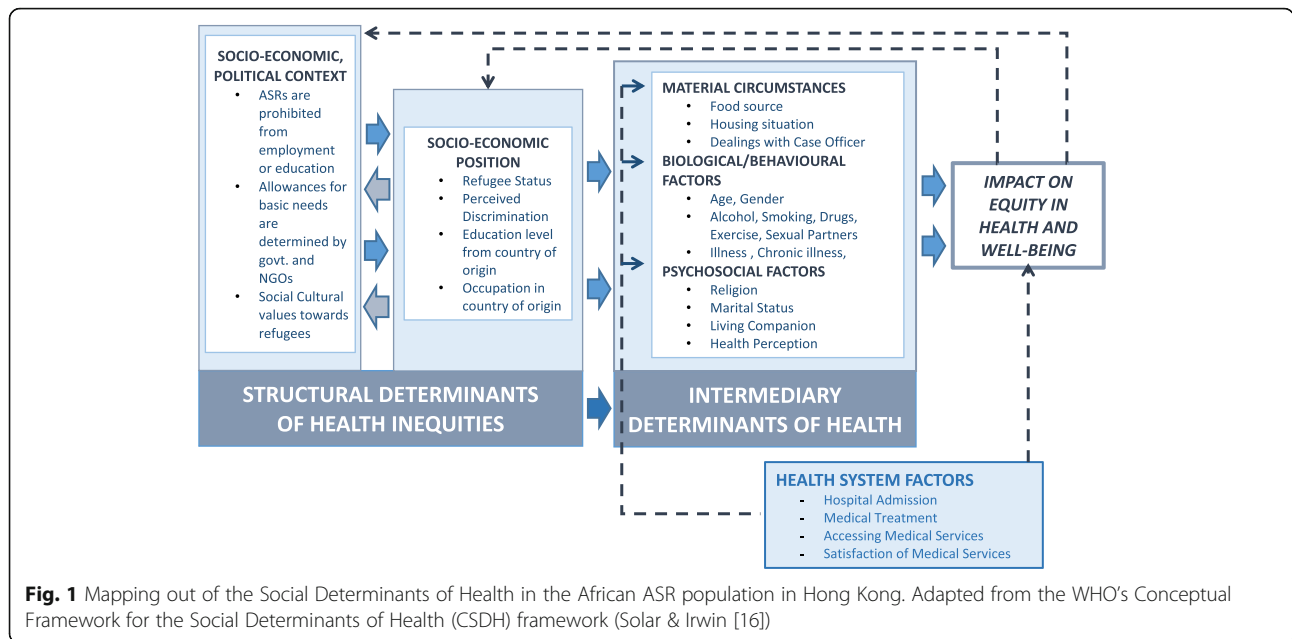 SOCIO-ECONOMIC,
POLITICAL CONTEXT
• ASRs are
prohibited
from
employment
or education
• Allowances for
basic needs
are
determined by
govt. and
NGOs
• Social Cultural
values towards
refugees
SOCIO-ECONOMIC
POSITION
• Refugee Status
• Perceived
Discrimination
• Education level
from country of
origin
• Occupation in
country of origin
STRUCTURAL DETERMINANTS
OF HEALTH INEQUITIES
MATERIAL CIRCUMSTANCES
• Food source
• Housing situation
• Dealings with Case Officer
BIOLOGICAL/BEHAVIOURAL
FACTORS
• Age, Gender
• Alcohol, Smoking, Drugs,
Exercise, Sexual Partners
• Illness , Chronic illness,
PSYCHOSOCIAL FACTORS
• Religion
• Marital Status
• Living Companion
• Health Perception
INTERMEDIARY
DETERMINANTS OF HEALTH
IMPACT ON
EQUITY IN
HEALTH AND
WELL-BEING
HEALTH SYSTEM FACTORS
- Hospital Admission
- Medical Treatment
- Accessing Medical Services
- Satisfaction of Medical Services
Fig. 1 Mapping out of the Social Determinants of Health in the African ASR population in Hong Kong. Adapted from the WHO's Conceptual
Framework for the Social Determinants of Health (CSDH) framework (Solar & Irwin [16])